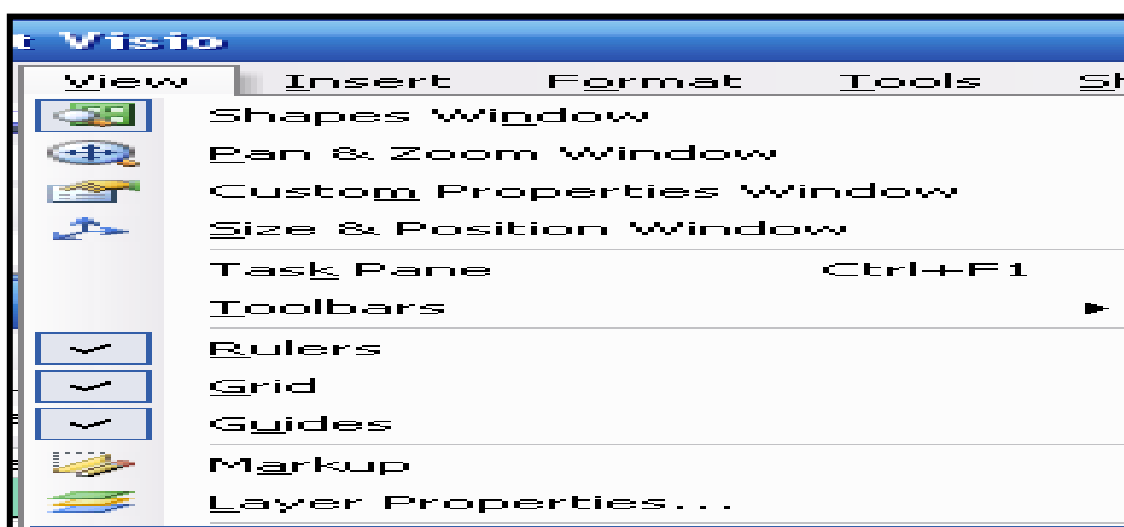 t Visio
View Insert Format Tools Sh
Shapes Window
Pan & Zoom Window
Custom Properties Window
Size & Position Window
Task Pane Ctrl+F1
Toolbars
Rulers
Grid
Guides
Markup
Layer Properties...